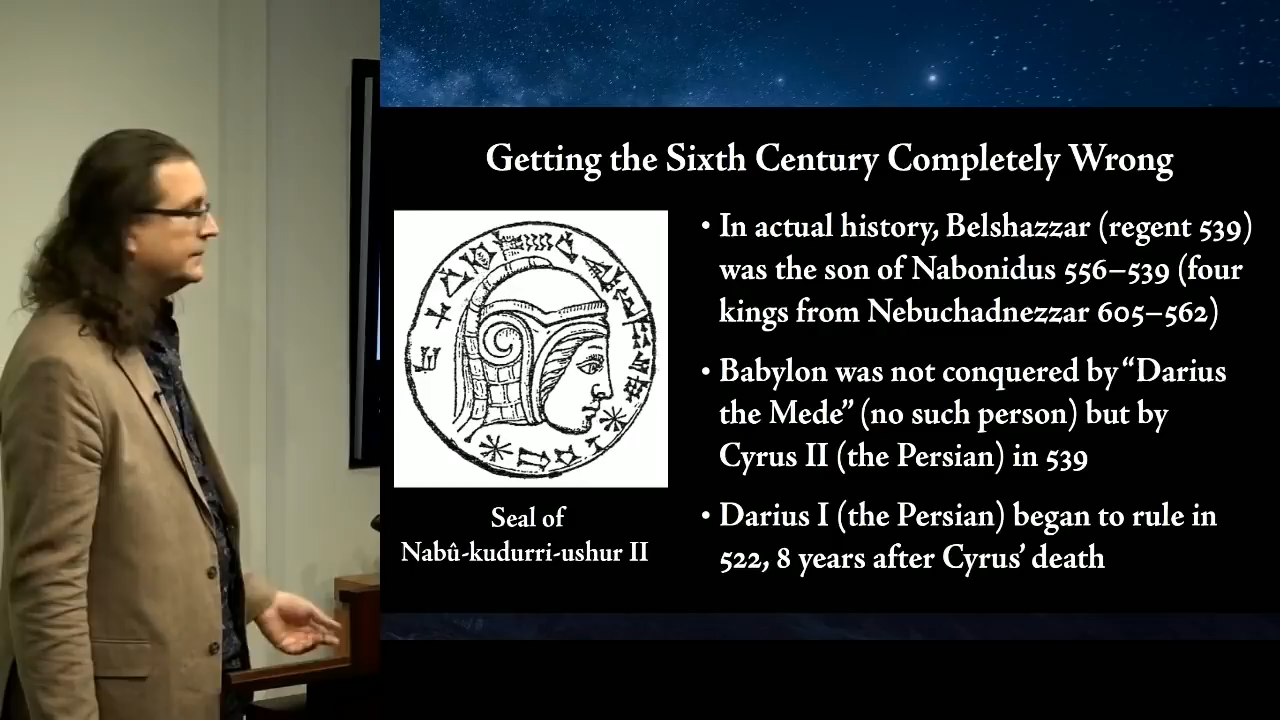 Getting the Sixth Century Completely Wrong
Seal of
Nabû-kudurri-ushur II
• In actual history, Belshazzar (regent 539)
was the son of Nabonidus 556–539 (four
kings from Nebuchadnezzar 605–562)
• Babylon was not conquered by “Darius
the Mede” (no such person) but by
Cyrus II (the Persian) in 539
• Darius I (the Persian) began to rule in
522, 8 years after Cyrus’ death